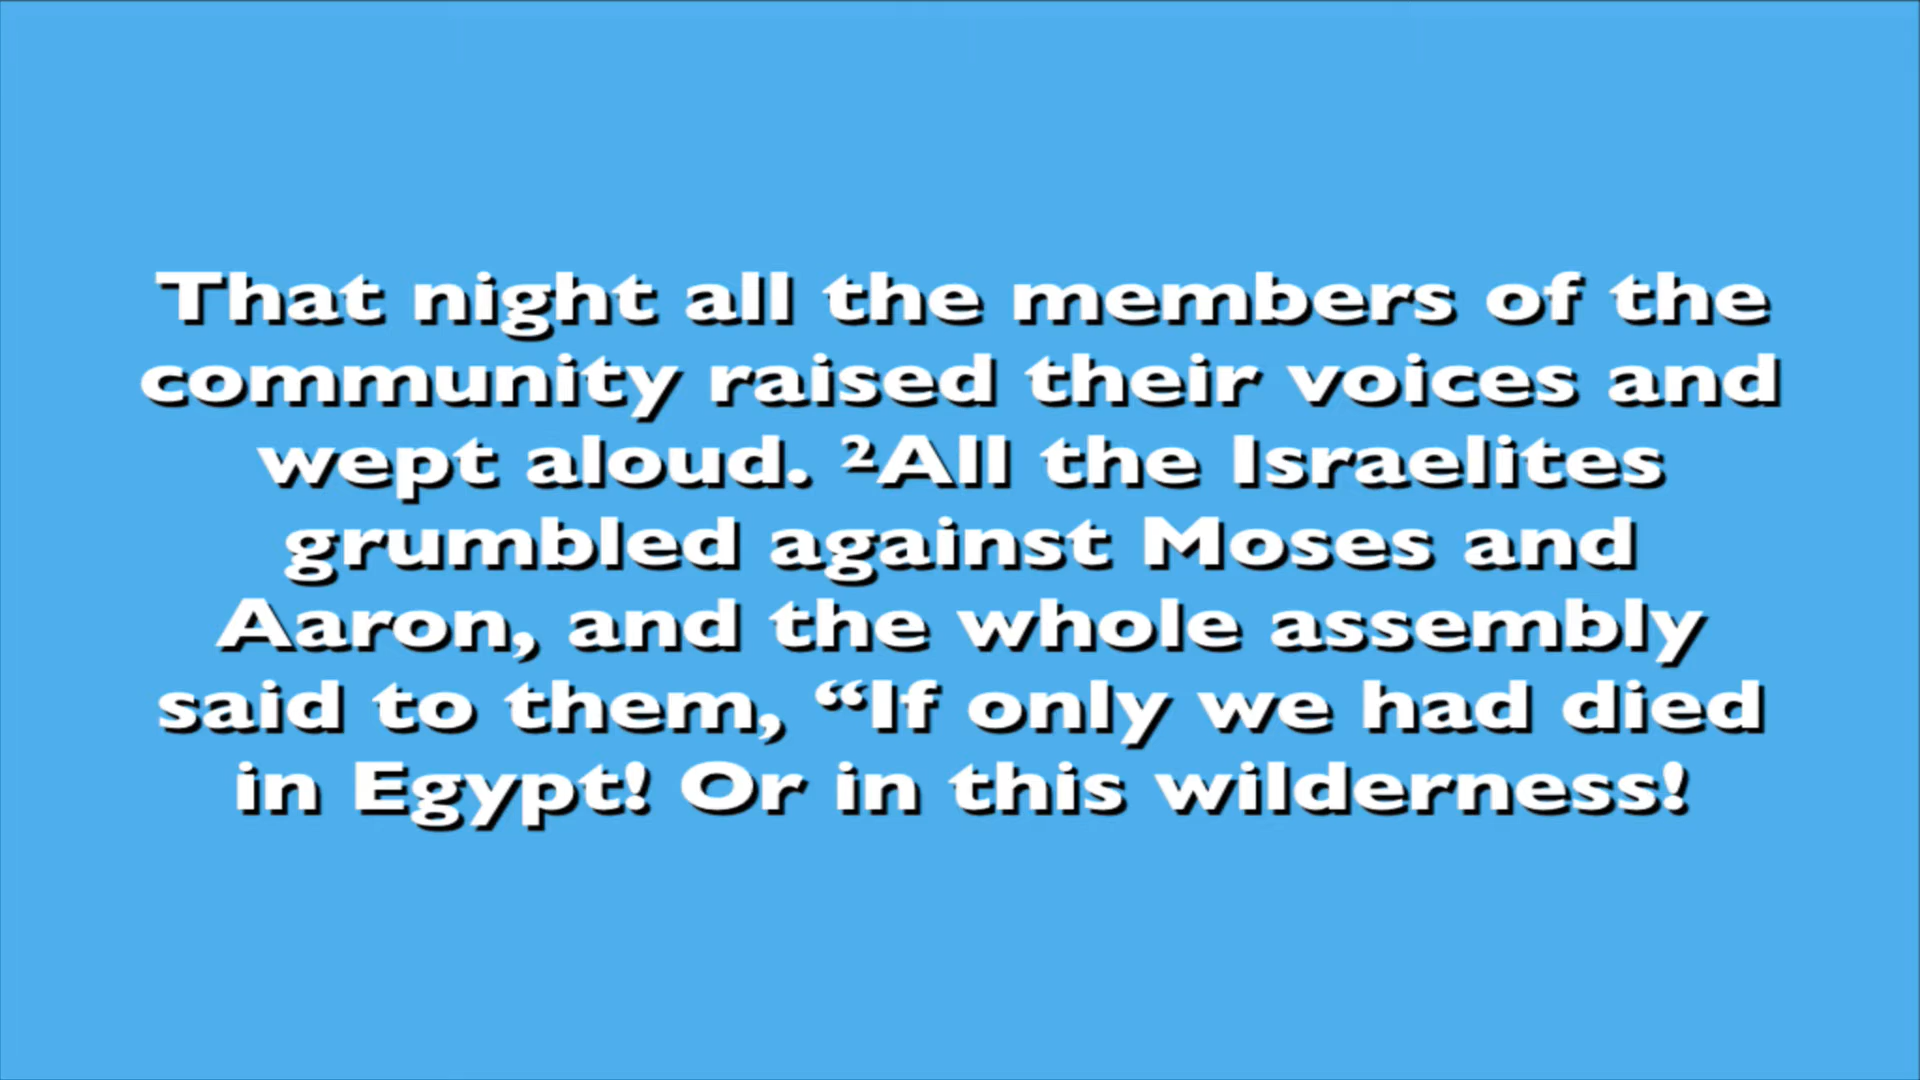 That night all the members of the
community raised their voices and
wept aloud. ²All the Israelites
grumbled against Moses and
Aaron, and the whole assembly
said to them, “If only we had died
in Egypt! Or in this wilderness!